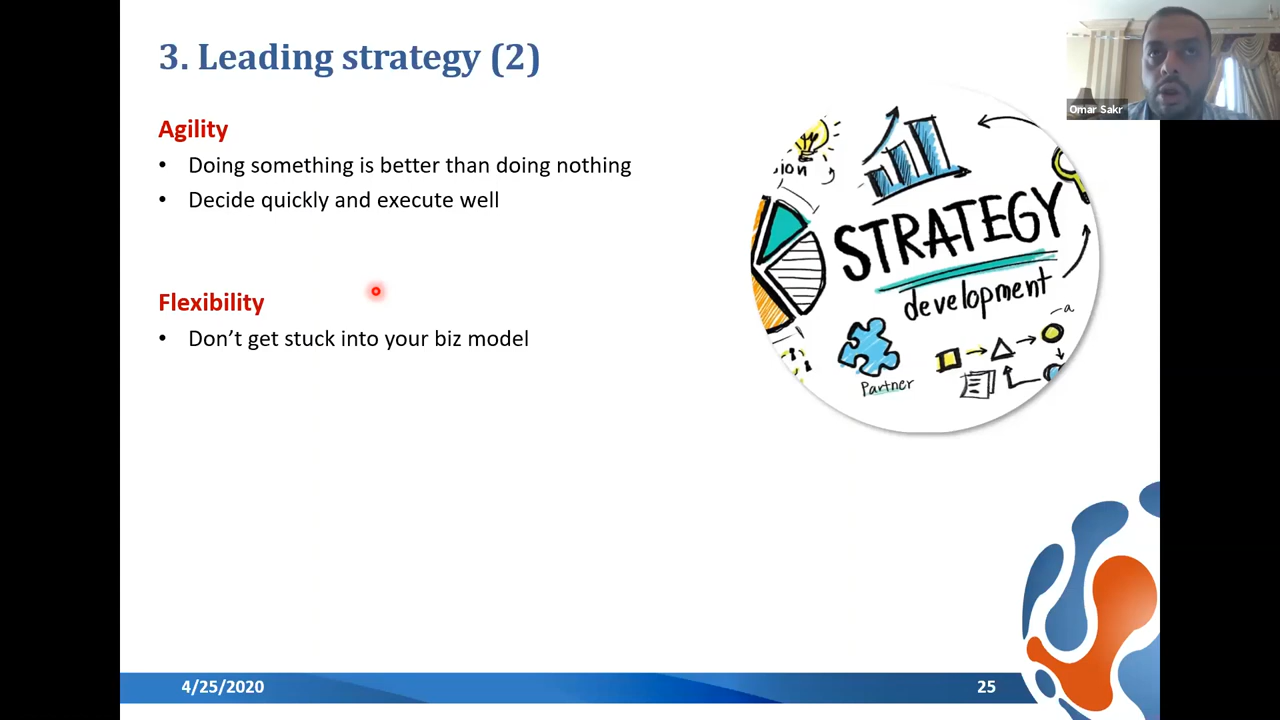 3. Leading strategy (2)
Omar Sakr
Agility
• Doing something is better than doing nothing
• Decide quickly and execute well
Flexibility
• Don’t get stuck into your biz model
ion
STRATEGY
development
Partner
a
4/25/2020
25